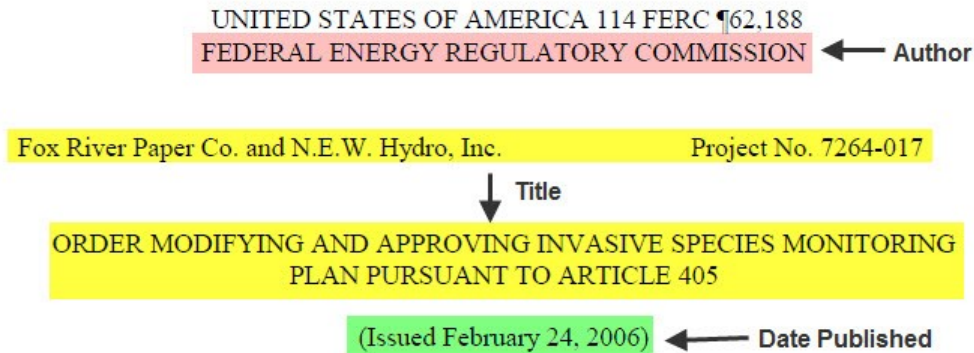 UNITED STATES OF AMERICA 114 FERC ¶62,188
FEDERAL ENERGY REGULATORY COMMISSION
Author
Fox River Paper Co. and N.E.W. Hydro, Inc. Project No. 7264-017
Title
ORDER MODIFYING AND APPROVING INVASIVE SPECIES MONITORING
PLAN PURSUANT TO ARTICLE 405
(Issued February 24, 2006)
Date Published